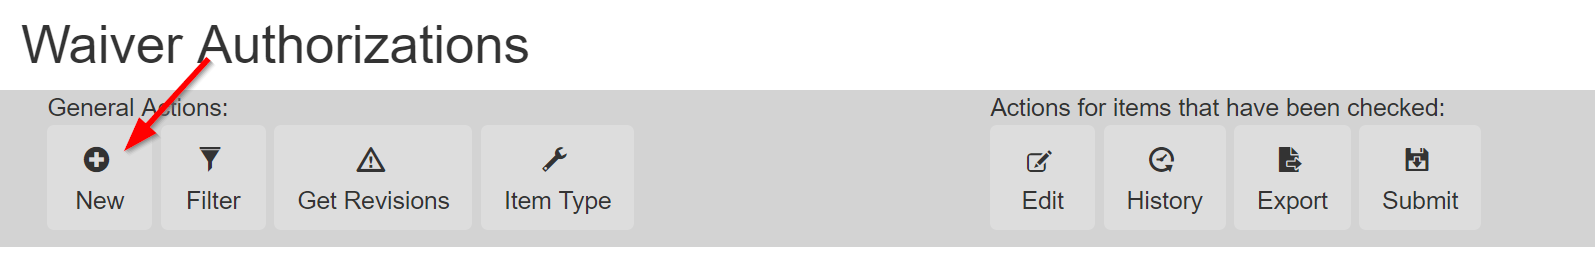 Waiver Authorizations
General Actions:
New
Filter
Get Revisions
Item Type
Actions for items that have been checked:
Edit
History
Export
Submit